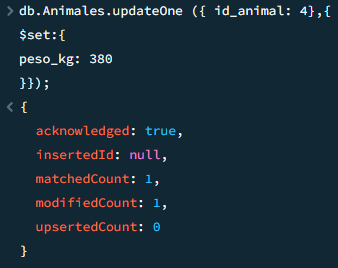 > db.Animales.updateOne ({ id_animal: 4},{
$set:{
peso_kg: 380
}});
< {
acknowledged: true,
insertedId: null,
matchedCount: 1,
modifiedCount: 1,
upsertedCount: 0
}